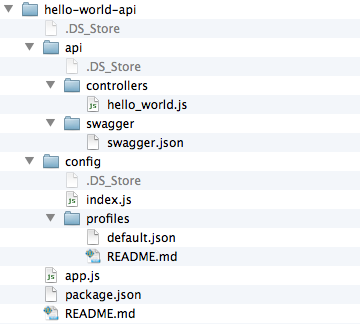 hello-world-api
.DS_Store
api
.DS_Store
controllers
hello_world.js
swagger
swagger.json
config
.DS_Store
index.js
profiles
default.json
README.md
app.js
package.json
README.md